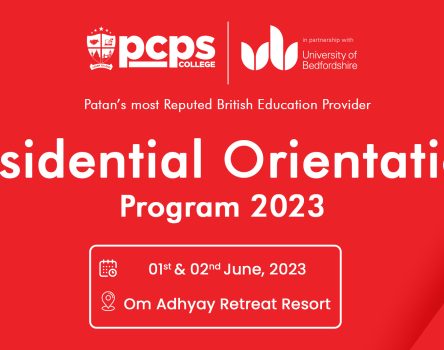 pcps
COLLEGE
in partnership with
University of
Bedfordshire
Patan's most Reputed British Education Provider
sidential Orientati
Program 2023
01st & 02nd June, 2023
Om Adhyay Retreat Resort